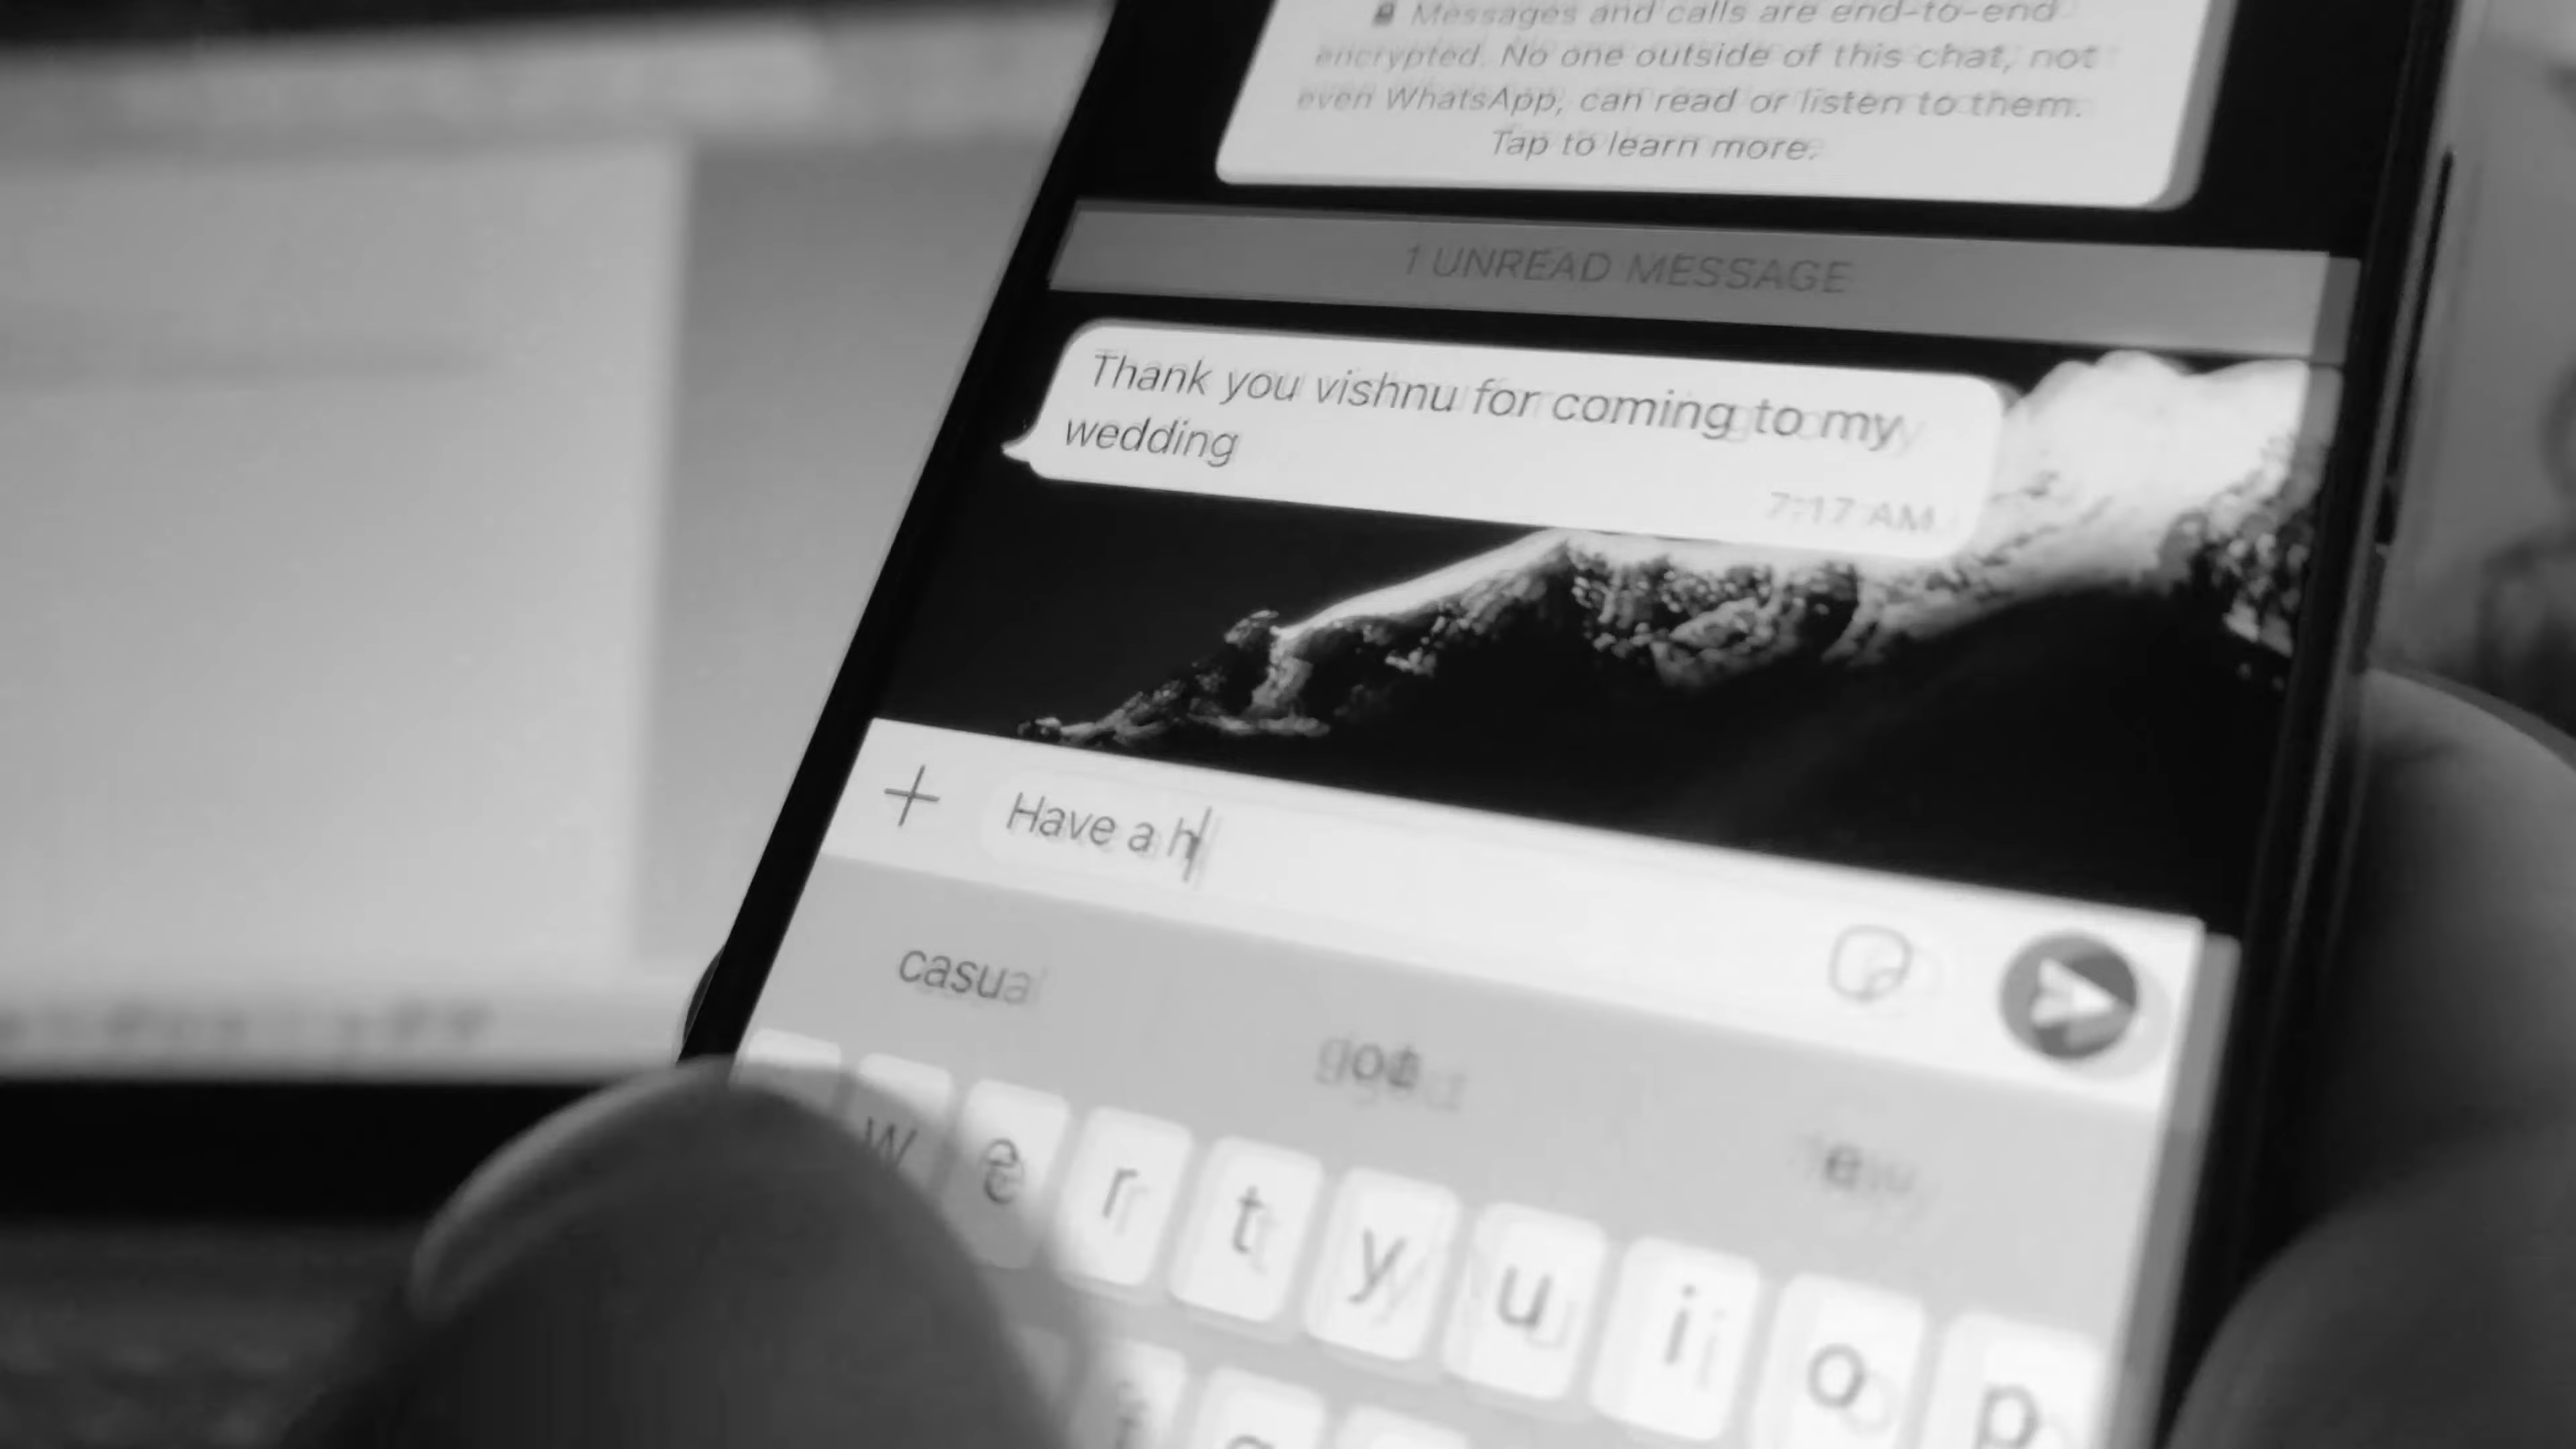 Messages and calls are end-to-end
encrypted. No one outside of this chat, not
even WhatsApp, can read or listen to them.
Tap to learn more.
1 UNREAD MESSAGE
Thank you vishnu for coming to my
wedding
7:17 AM
Have a h
casual
w e r t y u i o p